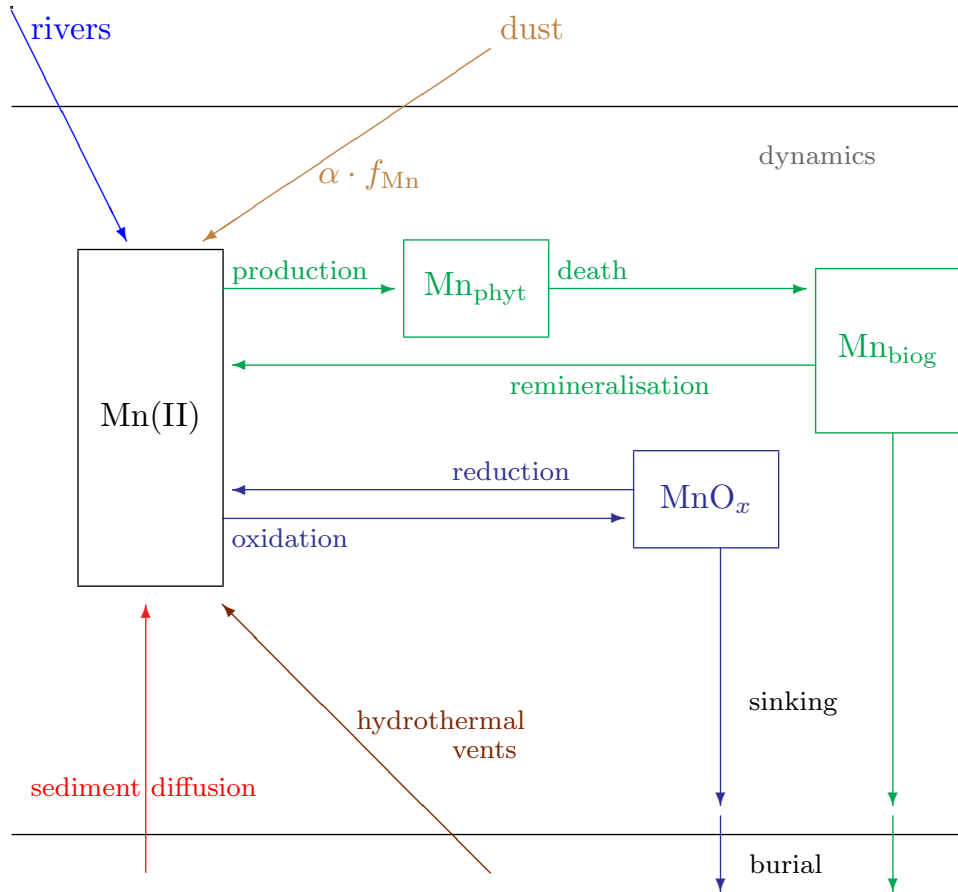 rivers
dust
dynamics
α · f_Mn
production
Mn_phyt
death
Mn_biog
remineralisation
Mn(II)
reduction
MnO_x
oxidation
sinking
hydrothermal
vents
sediment diffusion
burial